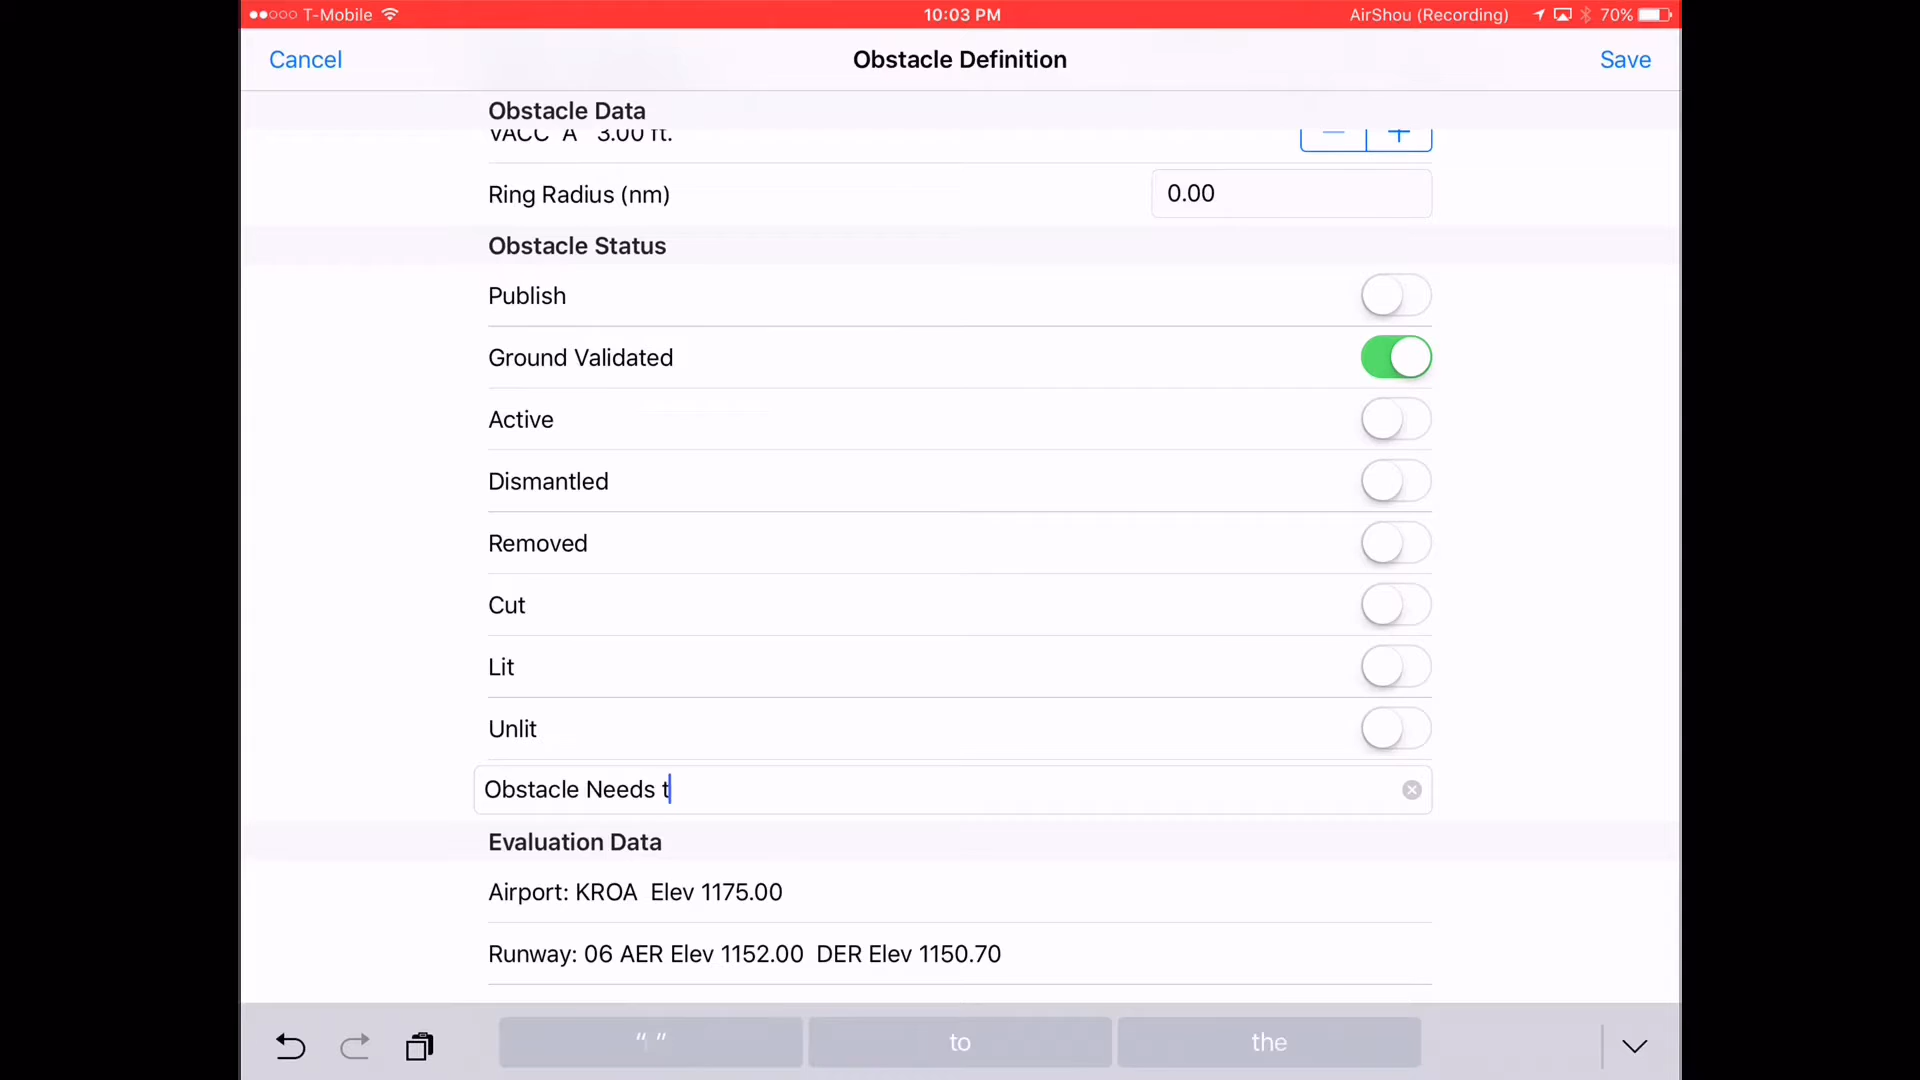 T-Mobile 10:03 PM AirShou (Recording) 70%
Cancel Obstacle Definition Save
Obstacle Data
VACC A 3.00 ft.
Ring Radius (nm) 0.00
Obstacle Status
Publish
Ground Validated
Active
Dismantled
Removed
Cut
Lit
Unlit
Obstacle Needs t
Evaluation Data
Airport: KROA Elev 1175.00
Runway: 06 AER Elev 1152.00 DER Elev 1150.70
“ ” to the